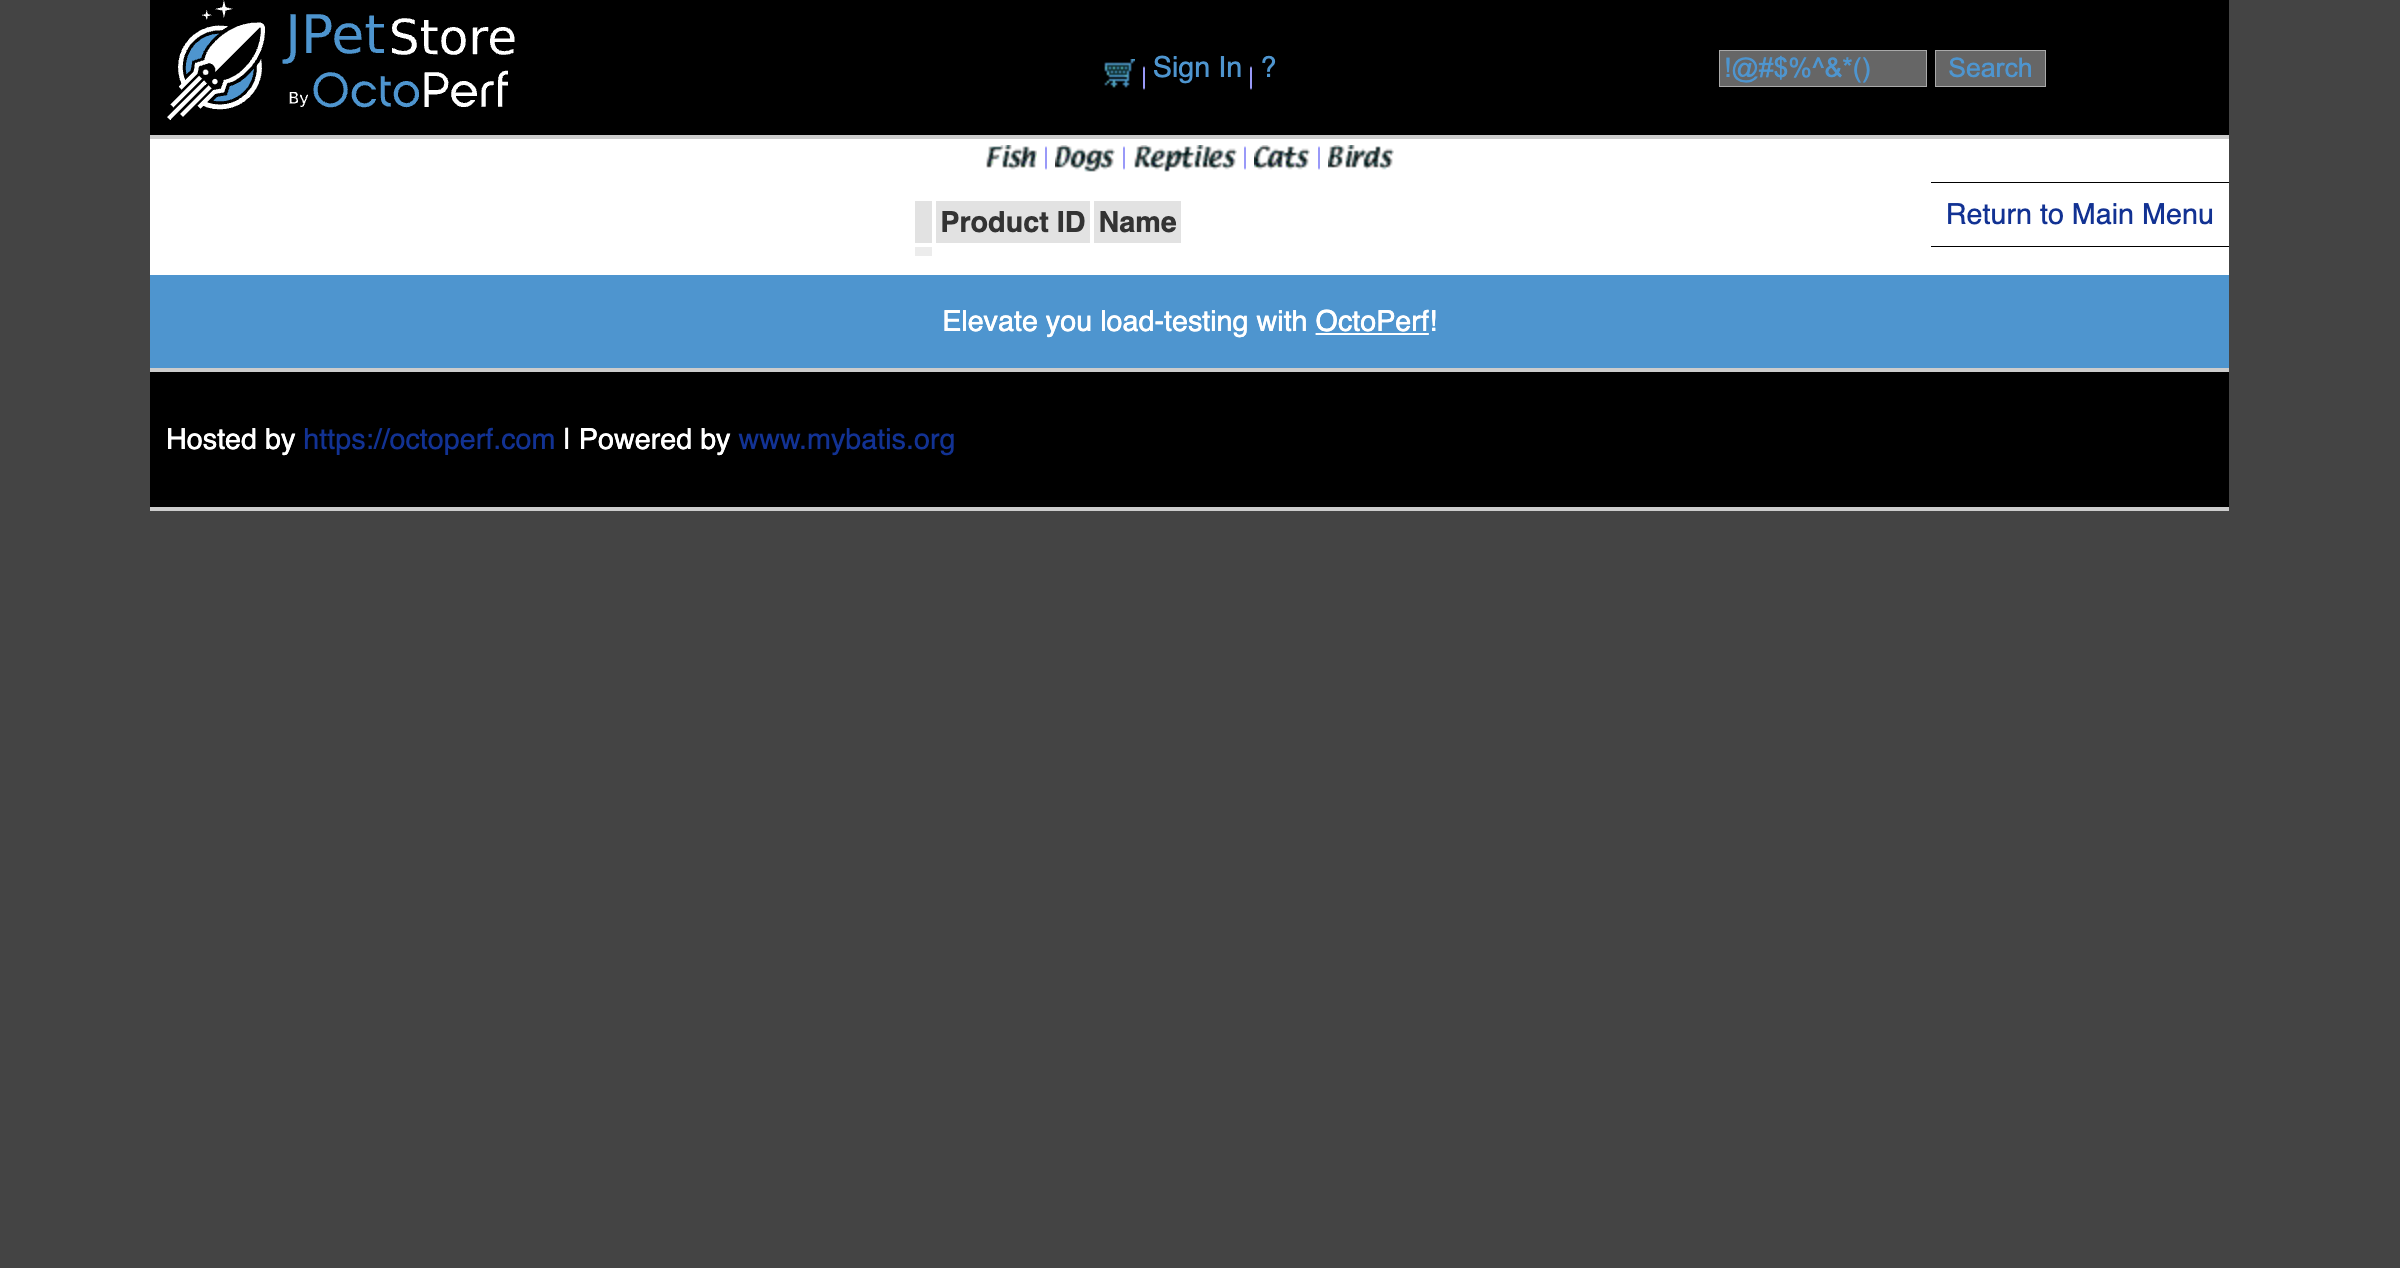 JPetStore
By OctoPerf
| Sign In | ?
!@#$%^&*() Search
Fish | Dogs | Reptiles | Cats | Birds
Return to Main Menu
Product ID Name
Elevate you load-testing with OctoPerf!
Hosted by https://octoperf.com | Powered by www.mybatis.org